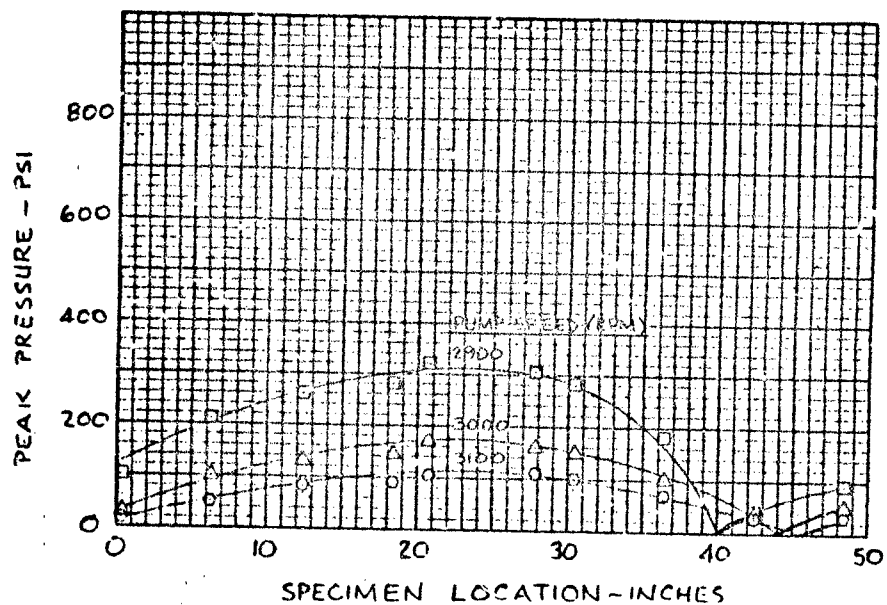 800
600
400
200
0
PEAK PRESSURE - PSI
PUMP SPEED (RPM)
2900
3000
3100
0 10 20 30 40 50
SPECIMEN LOCATION - INCHES